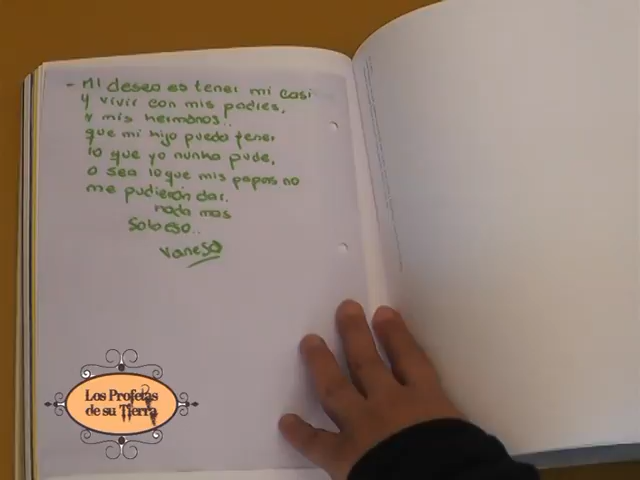 - MI deseo es tener mi casi
y vivir con mis padres,
y mis hermanos..
que mi hijo pueda tener
lo que yo nunha pude,
o sea lo que mis papas no
me pudieron dar.
nada mas
Solo eso..
Vanesa
Los Profetas
de su Tierra